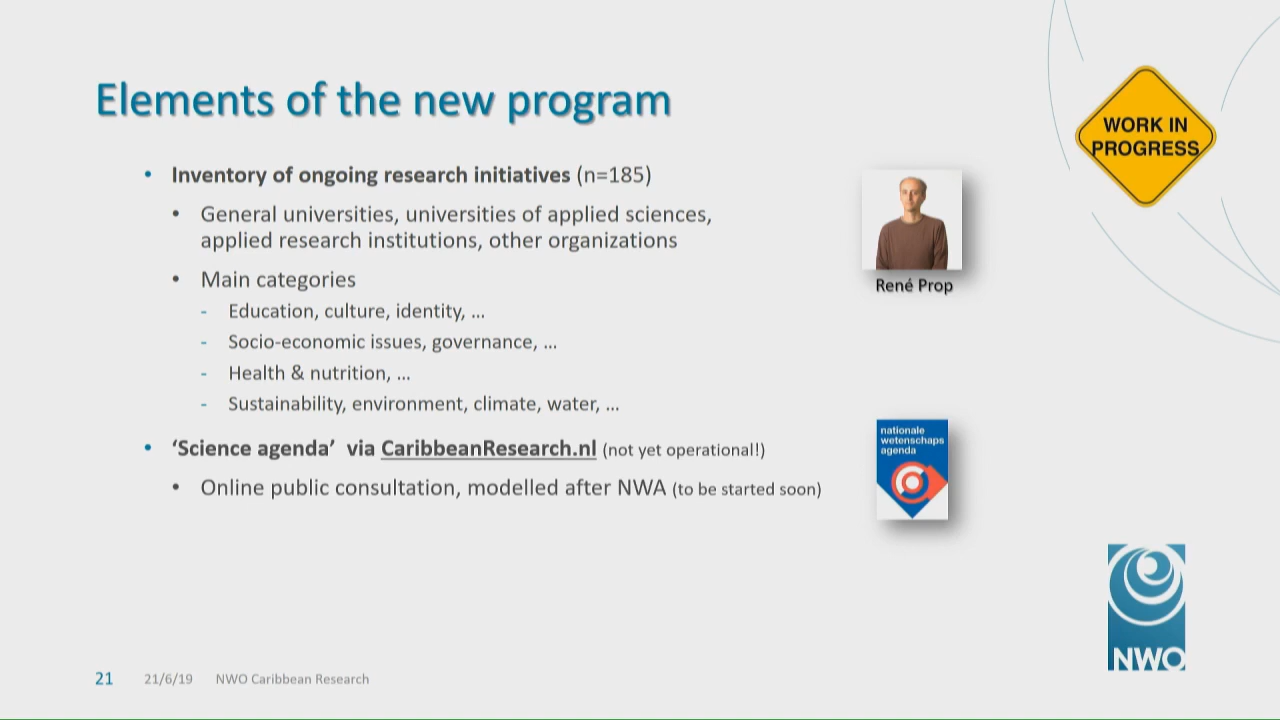 Elements of the new program
WORK IN
PROGRESS
• Inventory of ongoing research initiatives (n=185)
• General universities, universities of applied sciences,
applied research institutions, other organizations
• Main categories
- Education, culture, identity, ...
- Socio-economic issues, governance, ...
- Health & nutrition, ...
- Sustainability, environment, climate, water, ...
René Prop
• ‘Science agenda’ via CaribbeanResearch.nl (not yet operational!)
• Online public consultation, modelled after NWA (to be started soon)
nationale
wetenschaps
agenda
NWO
21 21/6/19 NWO Caribbean Research